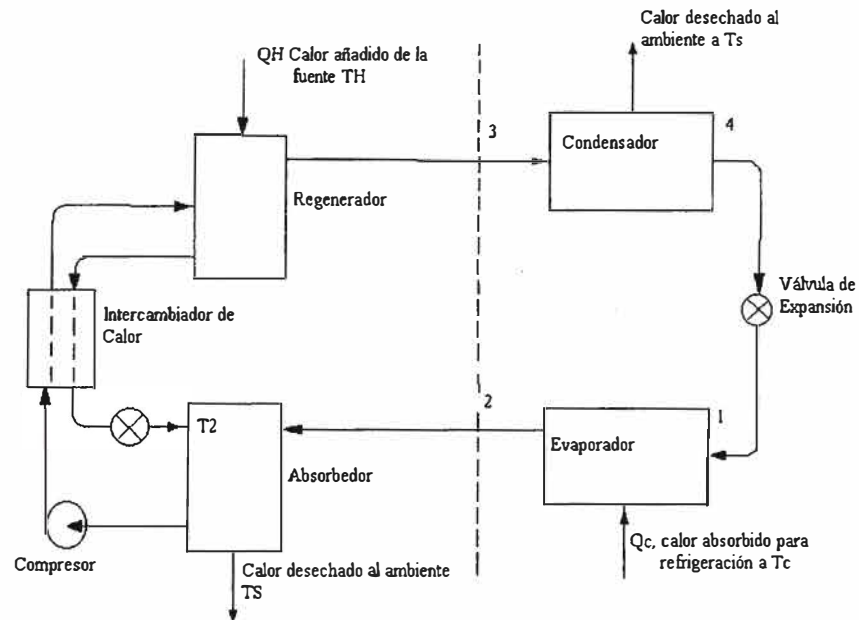 Calor desechado al
ambiente a Ts
QH Calor añadido de la
fuente TH
3
Condensador
4
Regenerador
Válvula de
Expansión
Intercambiador de
Calor
2
1
T2
Evaporador
Absorbedor
Compresor
Calor desechado al ambiente
TS
Qc, calor absorbido para
refrigeración a Tc